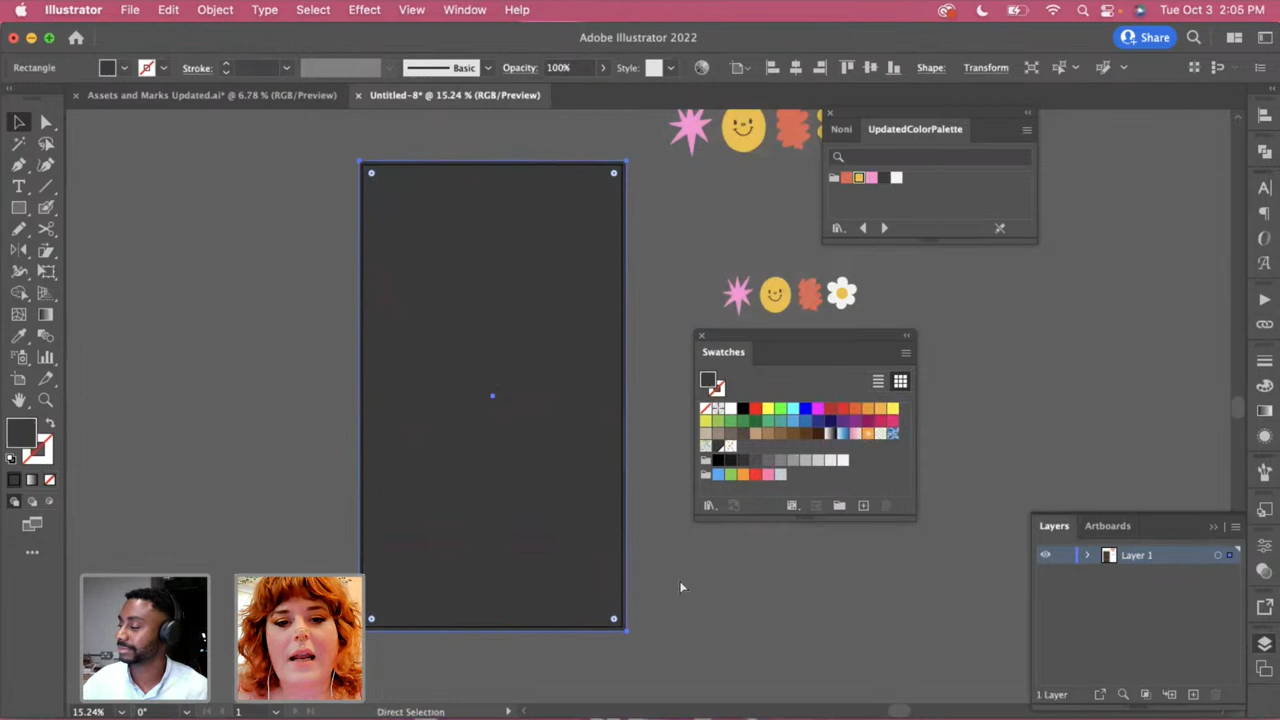 Illustrator File Edit Object Type Select Effect View Window Help Tue Oct 3 2:05 PM
Adobe Illustrator 2022
Share
Rectangle Stroke: Basic Opacity: 100% Style: Shape: Transform
Assets and Marks Updated.ai* @ 6.78 % (RGB/Preview) Untitled-8* @ 15.24 % (RGB/Preview)
Noni UpdatedColorPalette
Swatches
Layers Artboards
Layer 1
1 Layer
15.24% 0° 1 Direct Selection